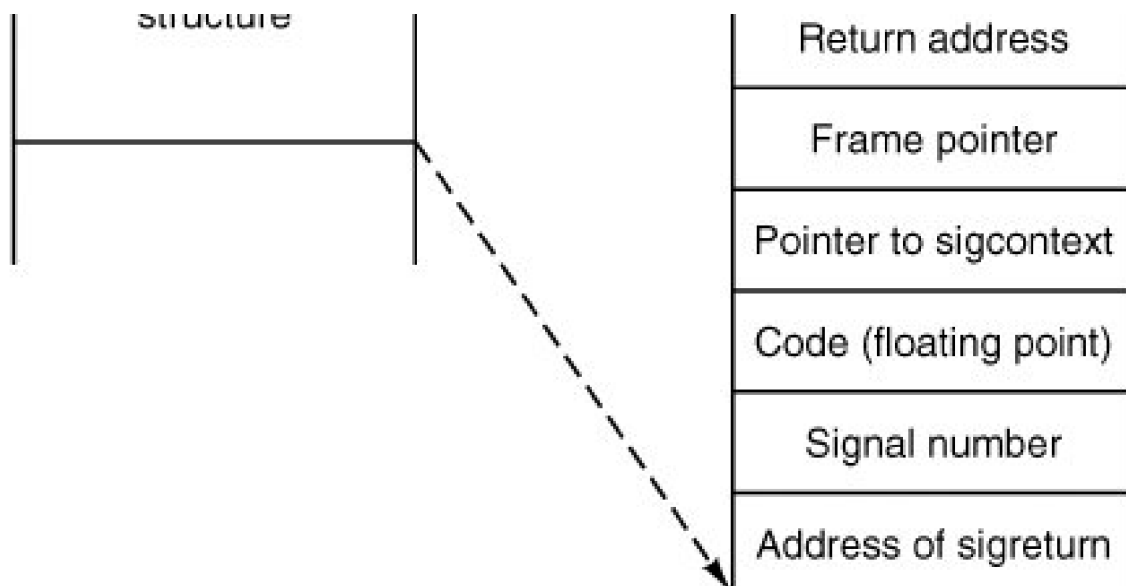 structure
Return address
Frame pointer
Pointer to sigcontext
Code (floating point)
Signal number
Address of sigreturn